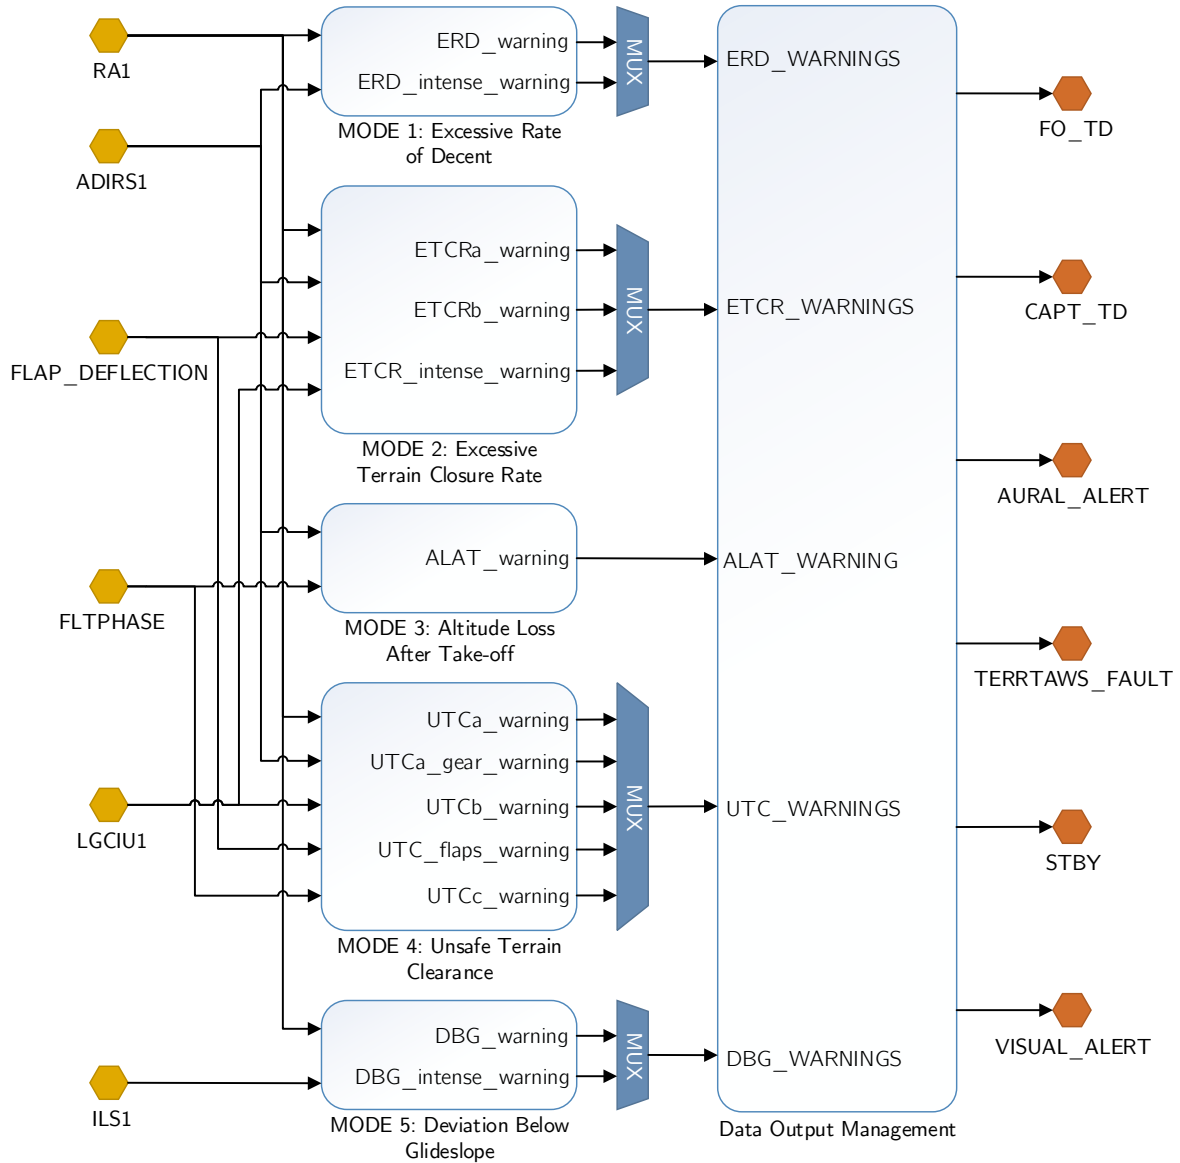 RA1
ADIRS1
FLAP_DEFLECTION
FLTPHASE
LGCIU1
ILS1
ERD_warning
ERD_intense_warning
MUX
MODE 1: Excessive Rate
of Decent
ETCRa_warning
ETCRb_warning
ETCR_intense_warning
MUX
MODE 2: Excessive
Terrain Closure Rate
ALAT_warning
MODE 3: Altitude Loss
After Take-off
UTCa_warning
UTCa_gear_warning
UTCb_warning
UTC_flaps_warning
UTCc_warning
MUX
MODE 4: Unsafe Terrain
Clearance
DBG_warning
DBG_intense_warning
MUX
MODE 5: Deviation Below
Glideslope
ERD_WARNINGS
ETCR_WARNINGS
ALAT_WARNING
UTC_WARNINGS
DBG_WARNINGS
Data Output Management
FO_TD
CAPT_TD
AURAL_ALERT
TERRTAWS_FAULT
STBY
VISUAL_ALERT